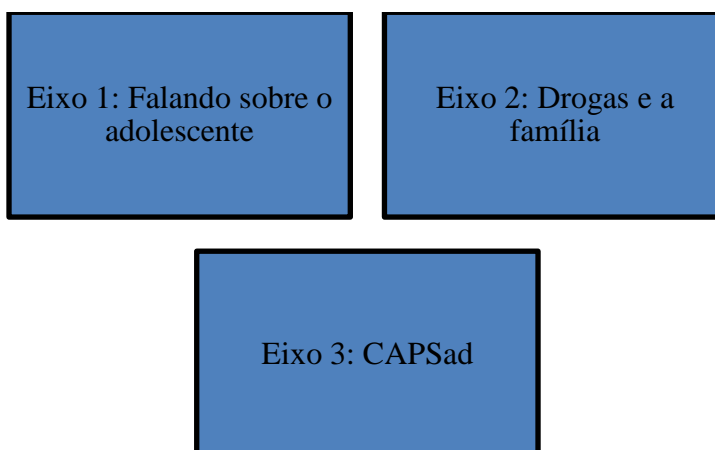 Eixo 1: Falando sobre o
adolescente
Eixo 2: Drogas e a
família
Eixo 3: CAPSad